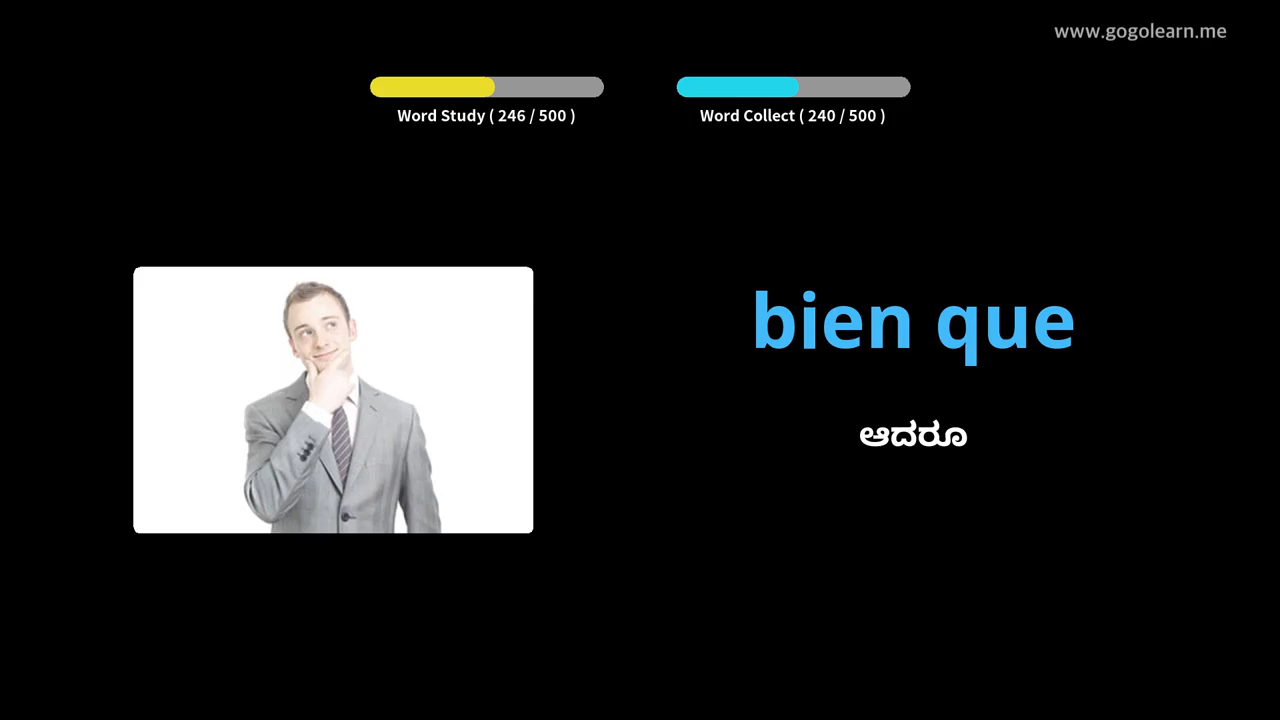 www.gogolearn.me
Word Study ( 246 / 500 )
Word Collect ( 240 / 500 )
bien que
ಆದರೂ